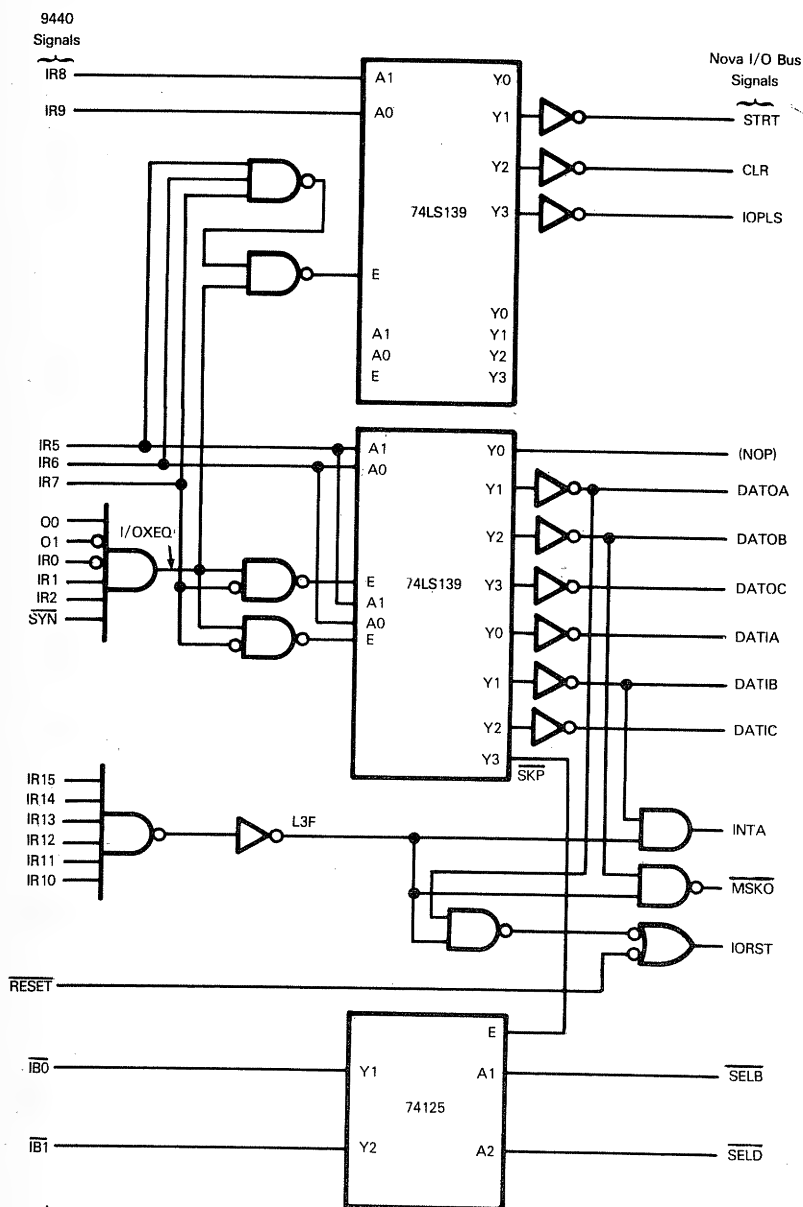 9440
Signals
Nova I/O Bus
Signals
IR8
A1
Y0
IR9
A0
Y1
STRT
Y2
CLR
74LS139
Y3
IOPLS
E
Y0
A1
Y1
A0
Y2
E
Y3
IR5
A1
Y0
(NOP)
IR6
A0
IR7
Y1
DATOA
O0
I/OXEQ
O1
Y2
DATOB
IR0
IR1
E
74LS139
Y3
DATOC
IR2
A1
SYN
A0
Y0
DATIA
E
Y1
DATIB
Y2
DATIC
Y3
SKP
IR15
IR14
IR13
L3F
IR12
INTA
IR11
IR10
MSKO
IORST
RESET
E
IB0
Y1
A1
SELB
74125
IB1
Y2
A2
SELD